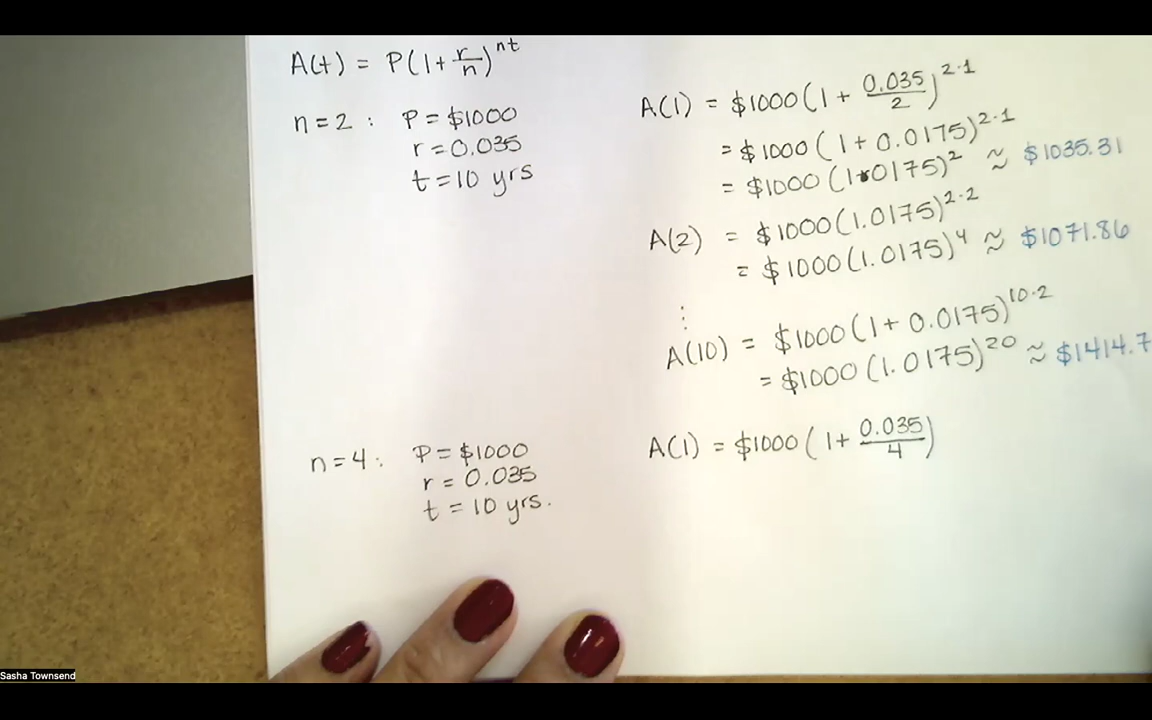 A(t) = P(1 + r/n)^nt
n = 2 : P = $1000
r = 0.035
t = 10 yrs
A(1) = $1000(1 + 0.035/2)^2·1
= $1000(1 + 0.0175)^2·1
= $1000(1.0175)^2 ≈ $1035.31
A(2) = $1000(1.0175)^2·2
= $1000(1.0175)^4 ≈ $1071.86
⋮
A(10) = $1000(1 + 0.0175)^10·2
= $1000(1.0175)^20 ≈ $1414.7
n = 4 : P = $1000
r = 0.035
t = 10 yrs.
A(1) = $1000(1 + 0.035/4)
Sasha Townsend